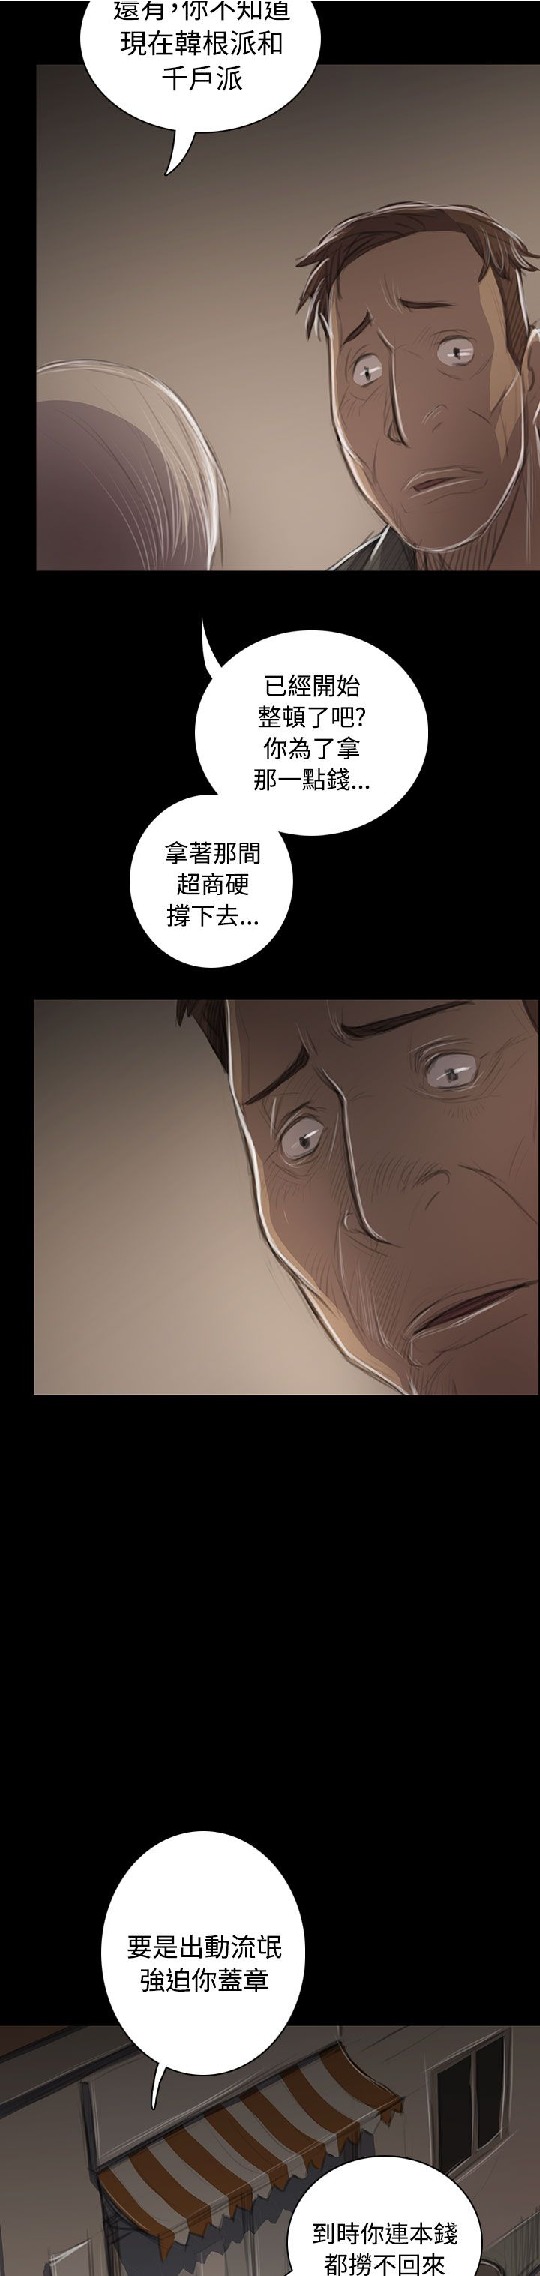 還有，你不知道
現在韓根派和
千戶派
已經開始
整頓了吧?
你為了拿
那一點錢...
拿著那間
超商硬
撐下去...
要是出動流氓
強迫你蓋章
到時你連本錢
都撈不回來